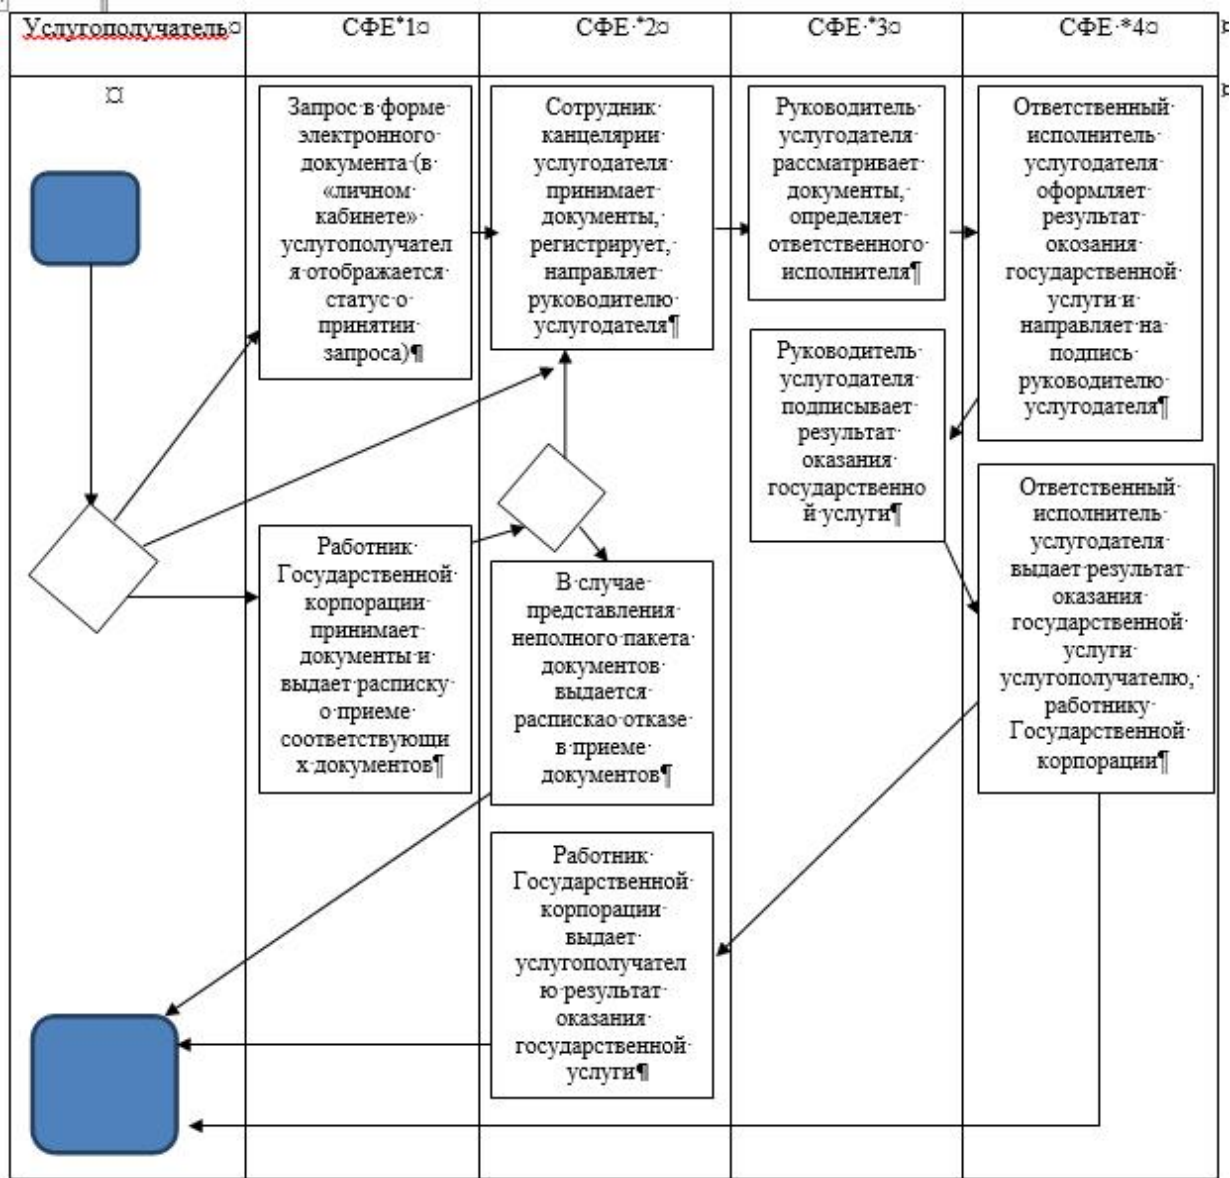 Услугополучатель¤
СФЕ*1¤
СФЕ·*2¤
СФЕ·*3¤
СФЕ·*4¤
¤
¤
¤
Запрос·в·форме·
электронного·
документа·(в·
«личном·
кабинете»·
услугополучател
я·отображается·
статус·о·
принятии·
запроса)¶
Работник·
Государственной·
корпорации·
принимает·
документы·и·
выдает·расписку·
о·приеме·
соответствующи
х·документов¶
Сотрудник·
канцелярии·
услугодателя·
принимает·
документы,·
регистрирует,·
направляет·
руководителю·
услугодателя¶
В·случае·
представления·
неполного·пакета·
документов·
выдается·
распискао·отказе·
в·приеме·
документов¶
Работник·
Государственной·
корпорации·
выдает·
услугополучател
ю·результат·
оказания·
государственной·
услуги¶
Руководитель·
услугодателя·
рассматривает·
документы,·
определяет·
ответственного·
исполнителя¶
Руководитель·
услугодателя·
подписывает·
результат·
оказания·
государственно
й·услуги¶
Ответственный·
исполнитель·
услугодателя·
оформляет·
результат·
окозания·
государственной·
услуги·и·
направляет·на·
подпись·
руководителю·
услугодателя¶
Ответственный·
исполнитель·
услугодателя·
выдает·результат·
оказания·
государственной·
услуги·
услугополучателю,·
работнику·
Государственной·
корпорации¶